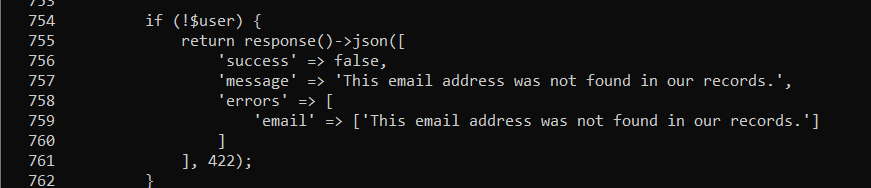 754 if (!$user) {
755 return response()->json([
756 'success' => false,
757 'message' => 'This email address was not found in our records.',
758 'errors' => [
759 'email' => ['This email address was not found in our records.']
760 ]
761 ], 422);
762 }